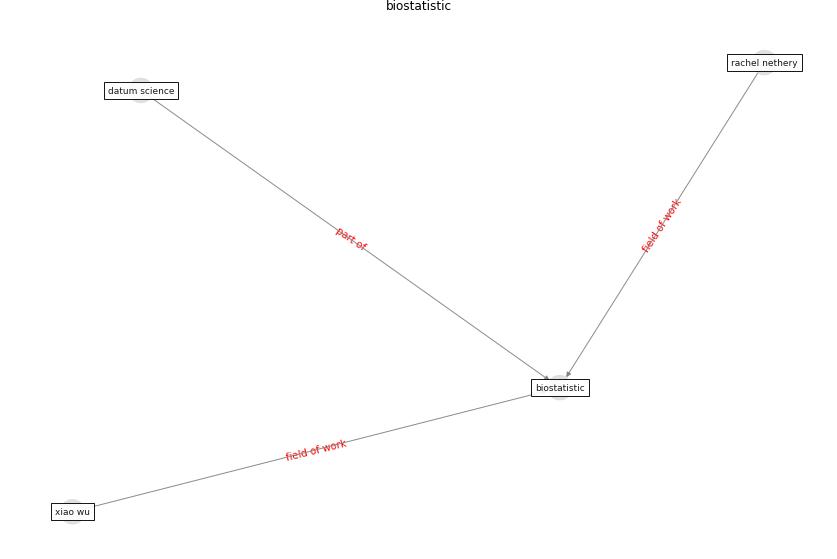 biostatistic
rachel nethery
datum science
field of work
part of
biostatistic
field of work
xiao wu